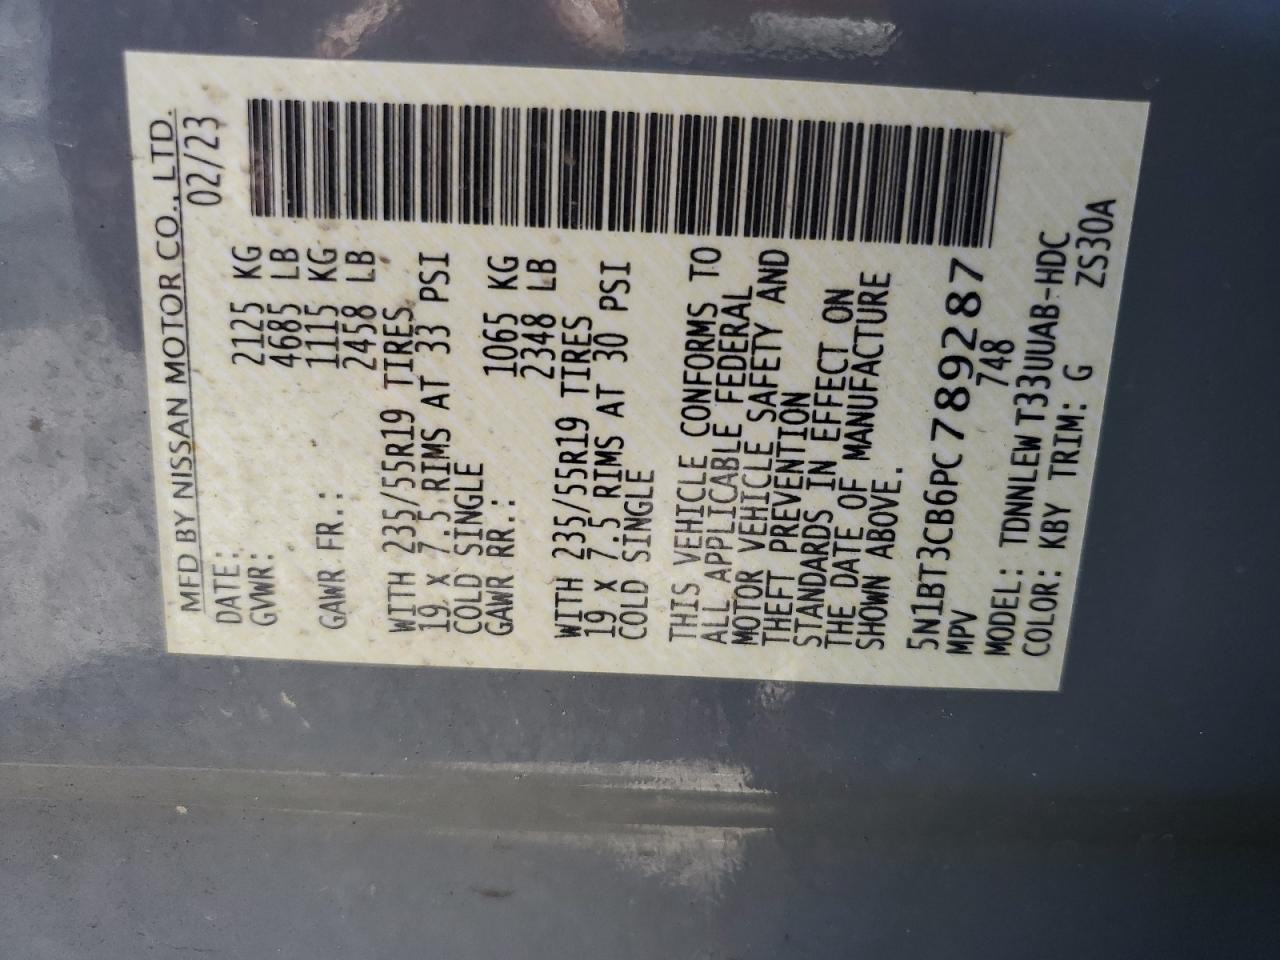 MFD BY NISSAN MOTOR CO., LTD.
DATE: 02/23
GVWR: 2125 KG
4685 LB
GAWR FR.: 1115 KG
2458 LB
WITH 235/55R19 TIRES
19 X 7.5 RIMS AT 33 PSI
COLD SINGLE
GAWR RR.: 1065 KG
2348 LB
WITH 235/55R19 TIRES
19 X 7.5 RIMS AT 30 PSI
COLD SINGLE
THIS VEHICLE CONFORMS TO
ALL APPLICABLE FEDERAL
MOTOR VEHICLE SAFETY AND
THEFT PREVENTION
STANDARDS IN EFFECT ON
THE DATE OF MANUFACTURE
SHOWN ABOVE.
5N1BT3CB6PC789287
MPV 748
MODEL: TDNNLEW T33UUAB-HDC
COLOR: KBY TRIM: G ZS30A